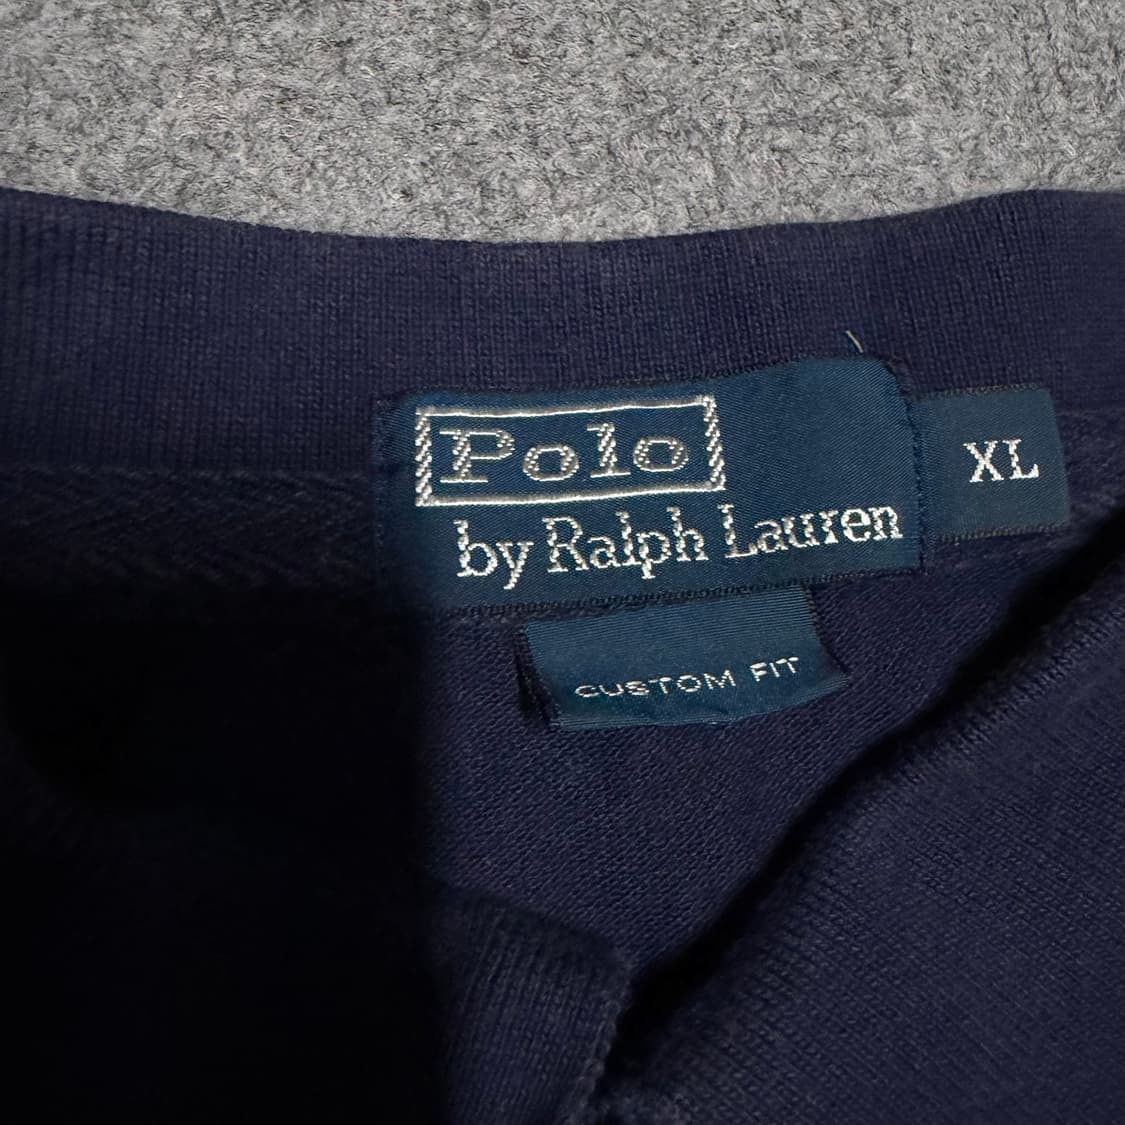 Polo
by Ralph Lauren
XL
CUSTOM FIT